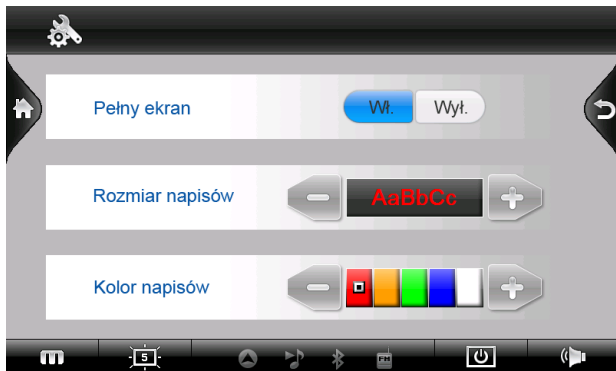 Pełny ekran
Wł. Wył.
Rozmiar napisów
AaBbCc
Kolor napisów
m 5 FM